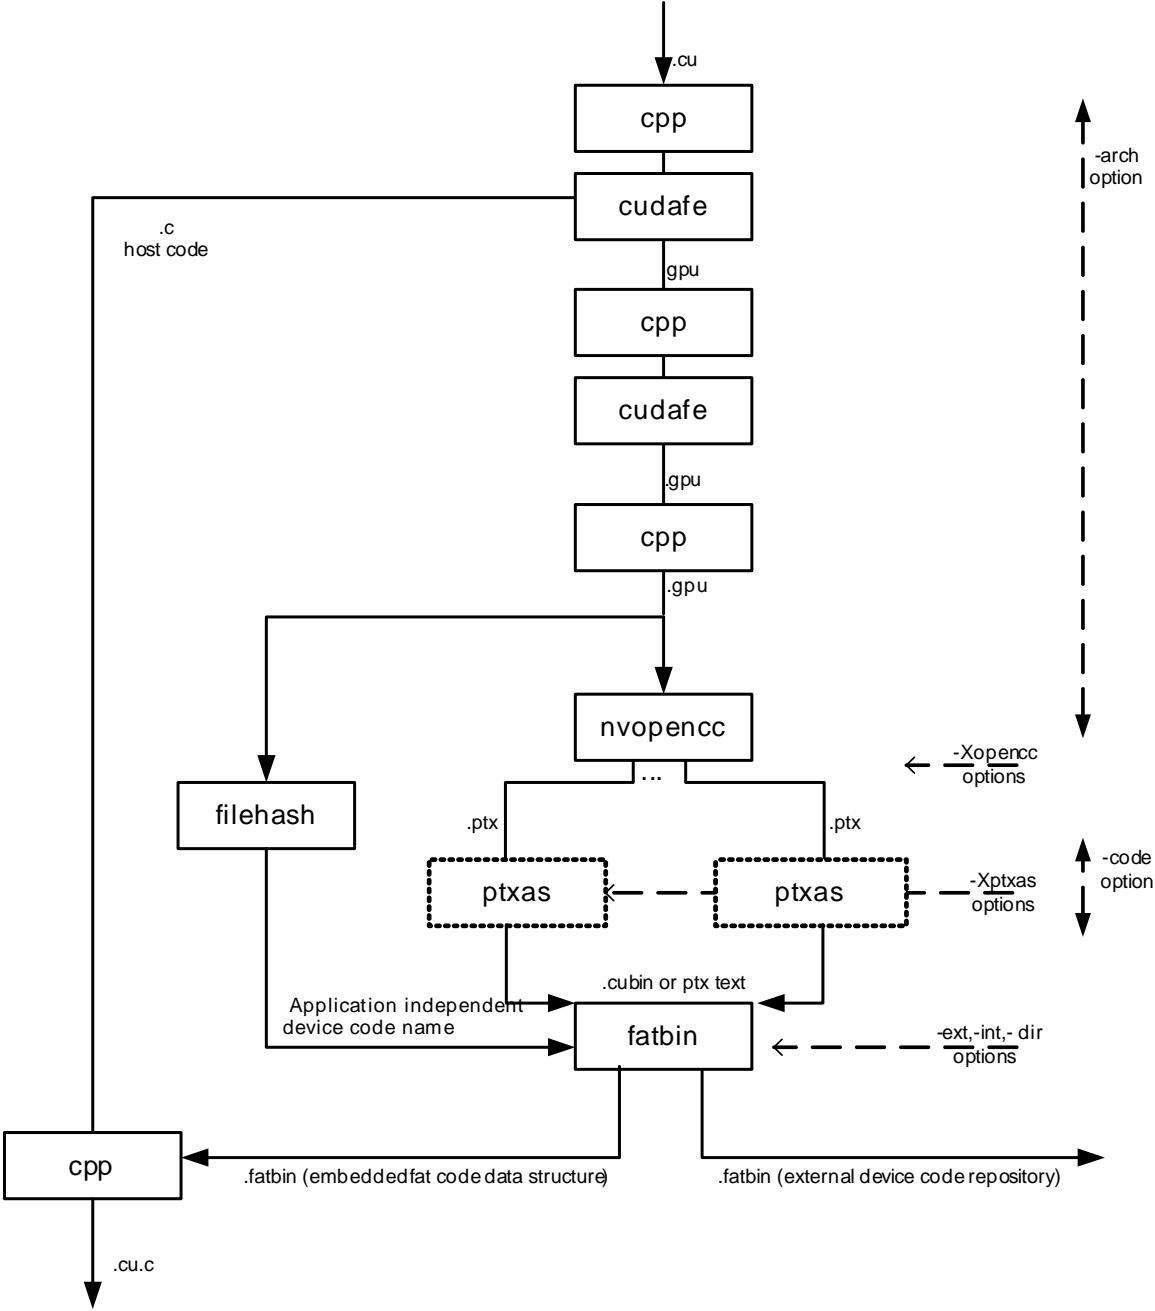 .cu
cpp
-arch
option
cudafe
.c
host code
gpu
cpp
cudafe
.gpu
cpp
.gpu
nvopencc
...
-Xopencc
options
filehash
.ptx
.ptx
ptxas
ptxas
-Xptxas
options
-code
option
.cubin or ptx text
Application independent
device code name
fatbin
-ext,-int,- dir
options
cpp
.fatbin (embeddedfat code data structure)
.fatbin (external device code repository)
.cu.c